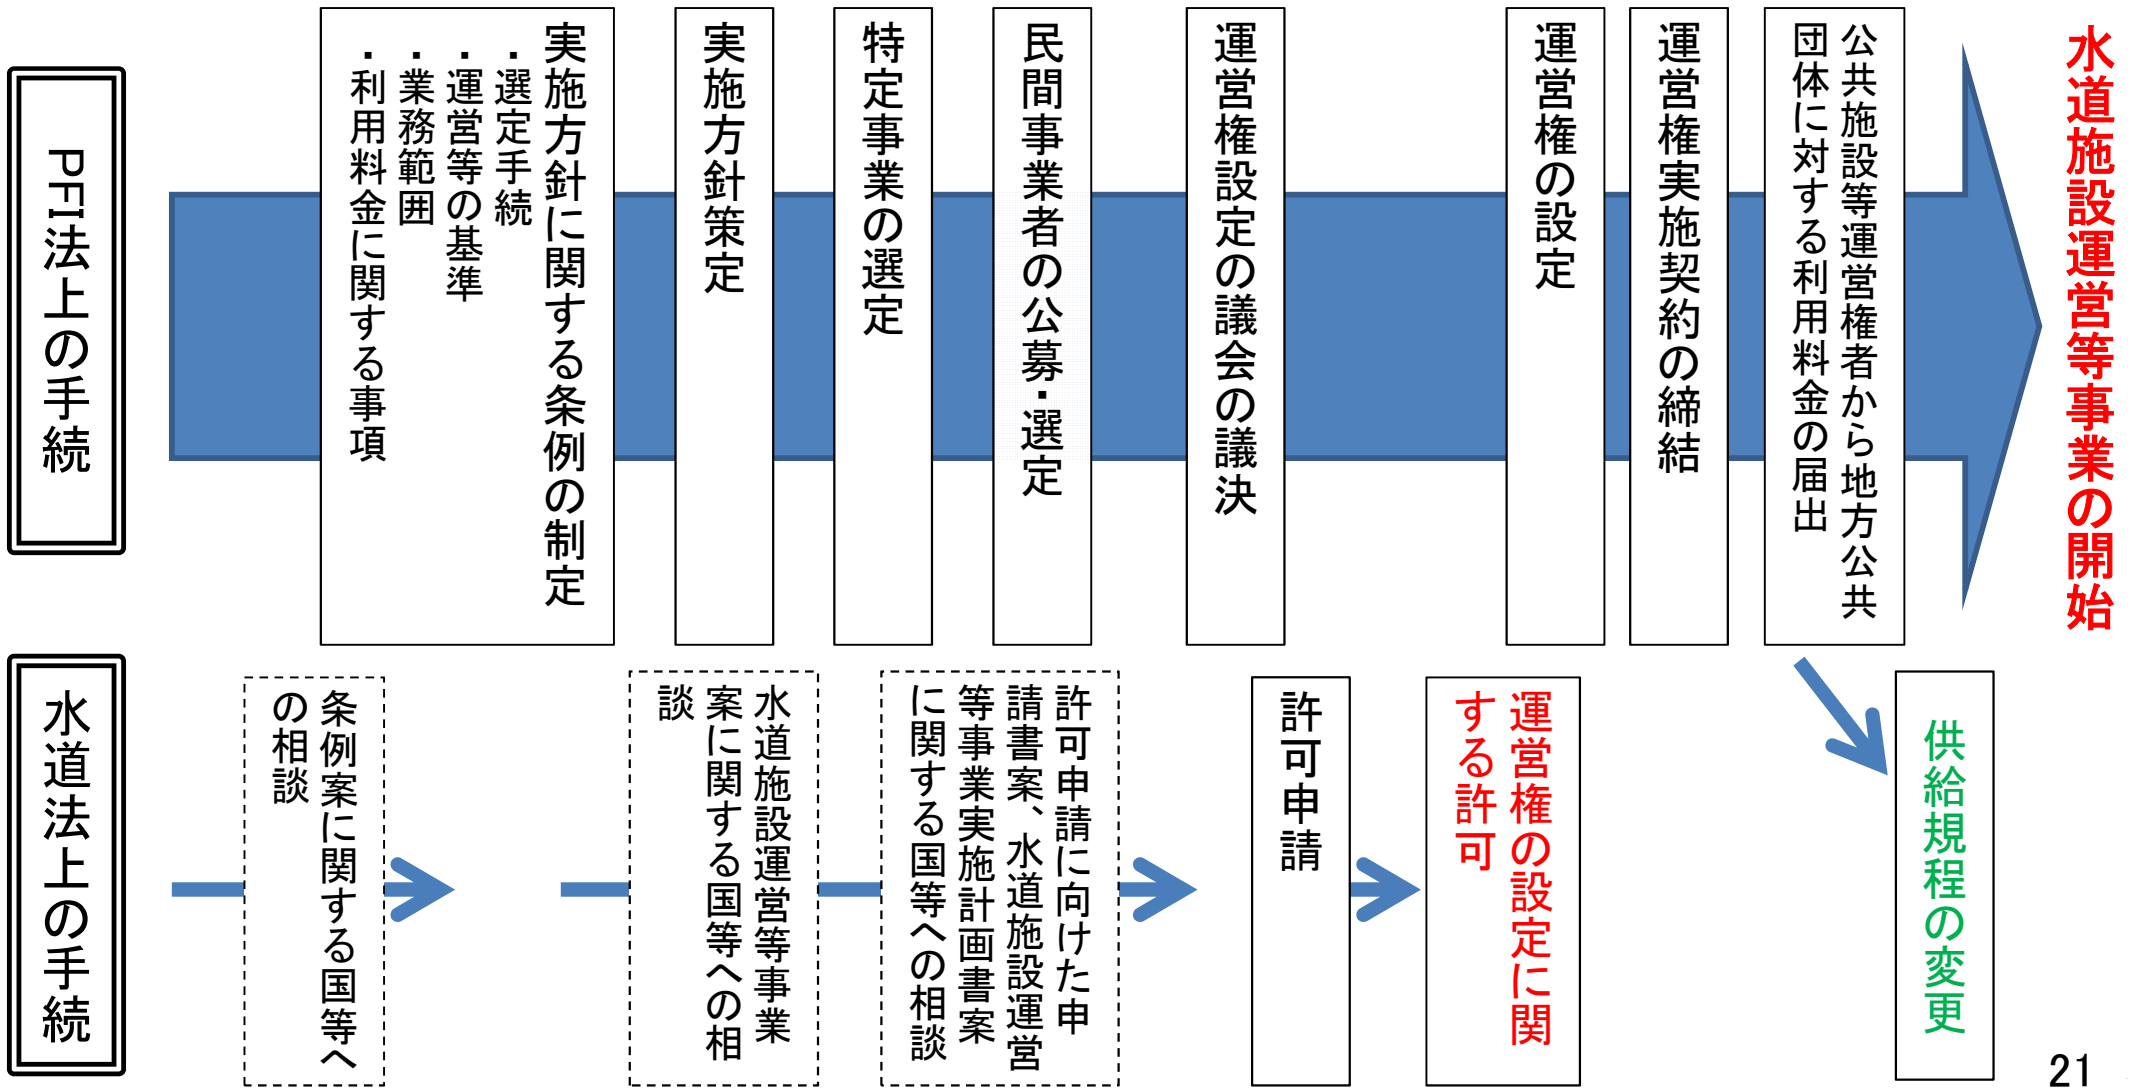 PFI法上の手続
実施方針に関する条例の制定
・選定手続
・運営等の基準
・業務範囲
・利用料金に関する事項
実施方針策定
特定事業の選定
民間事業者の公募・選定
運営権設定の議会の議決
運営権の設定
運営権実施契約の締結
公共施設等運営権者から地方公共
団体に対する利用料金の届出
水道施設運営等事業の開始
水道法上の手続
条例案に関する国等へ
の相談
水道施設運営等事業
案に関する国等への相
談
許可申請に向けた申
請書案、水道施設運営
等事業実施計画書案
に関する国等への相談
許可申請
運営権の設定に関
する許可
供給規程の変更
21